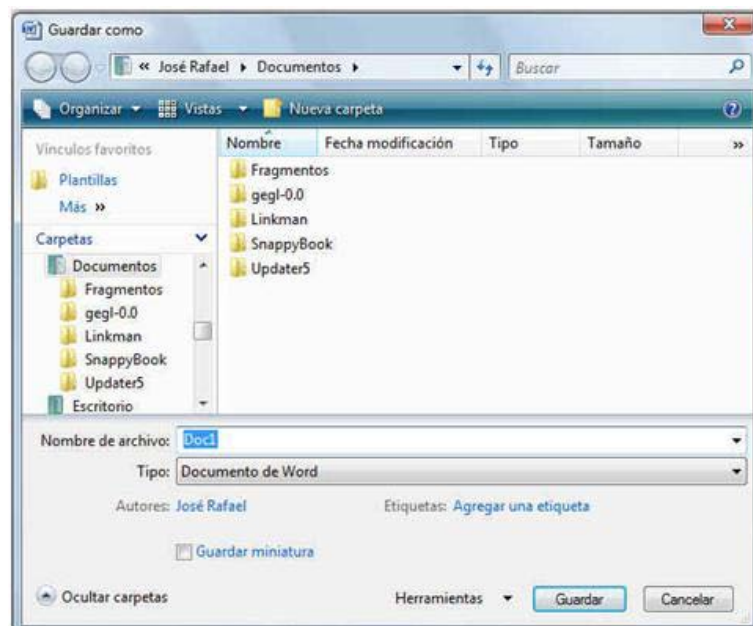 Guardar como
« José Rafael ▸ Documentos ▸ Buscar
Organizar Vistas Nueva carpeta
Vínculos favoritos
Plantillas
Más »
Carpetas
Documentos
Fragmentos
gegl-0.0
Linkman
SnappyBook
Updater5
Escritorio
Nombre Fecha modificación Tipo Tamaño »
Fragmentos
gegl-0.0
Linkman
SnappyBook
Updater5
Nombre de archivo: Doc1
Tipo: Documento de Word
Autores: José Rafael Etiquetas: Agregar una etiqueta
Guardar miniatura
Ocultar carpetas Herramientas Guardar Cancelar